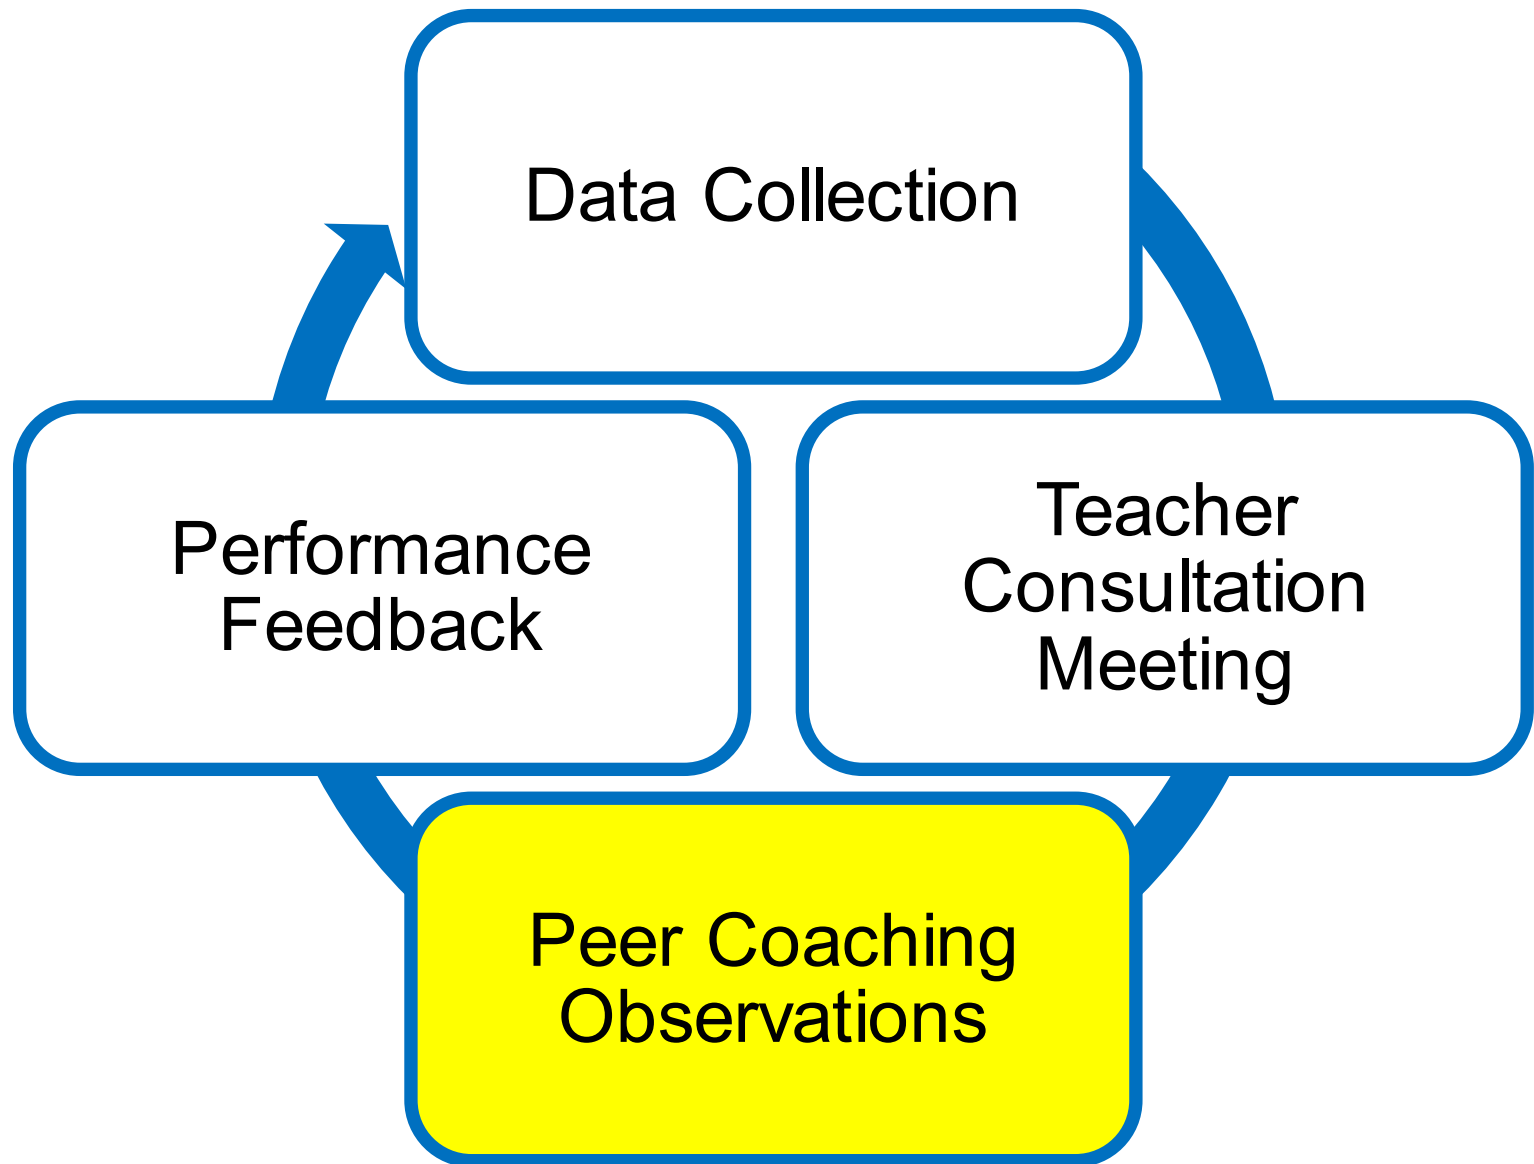 Data Collection
Teacher
Consultation
Meeting
Peer Coaching
Observations
Performance
Feedback